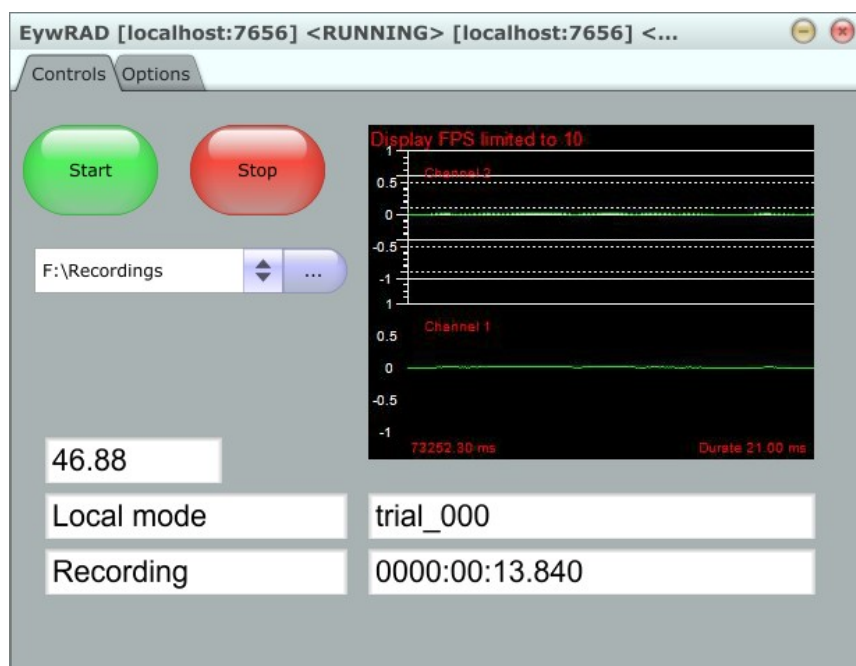 EywRAD [localhost:7656] <RUNNING> [localhost:7656] <...
Controls
Options
Start
Stop
F:\Recordings
...
Display FPS limited to 10
1
Channel 2
0.5
0
-0.5
-1
1
Channel 1
0.5
0
-0.5
-1
73252.30 ms
Durate 21.00 ms
46.88
Local mode
trial_000
Recording
0000:00:13.840